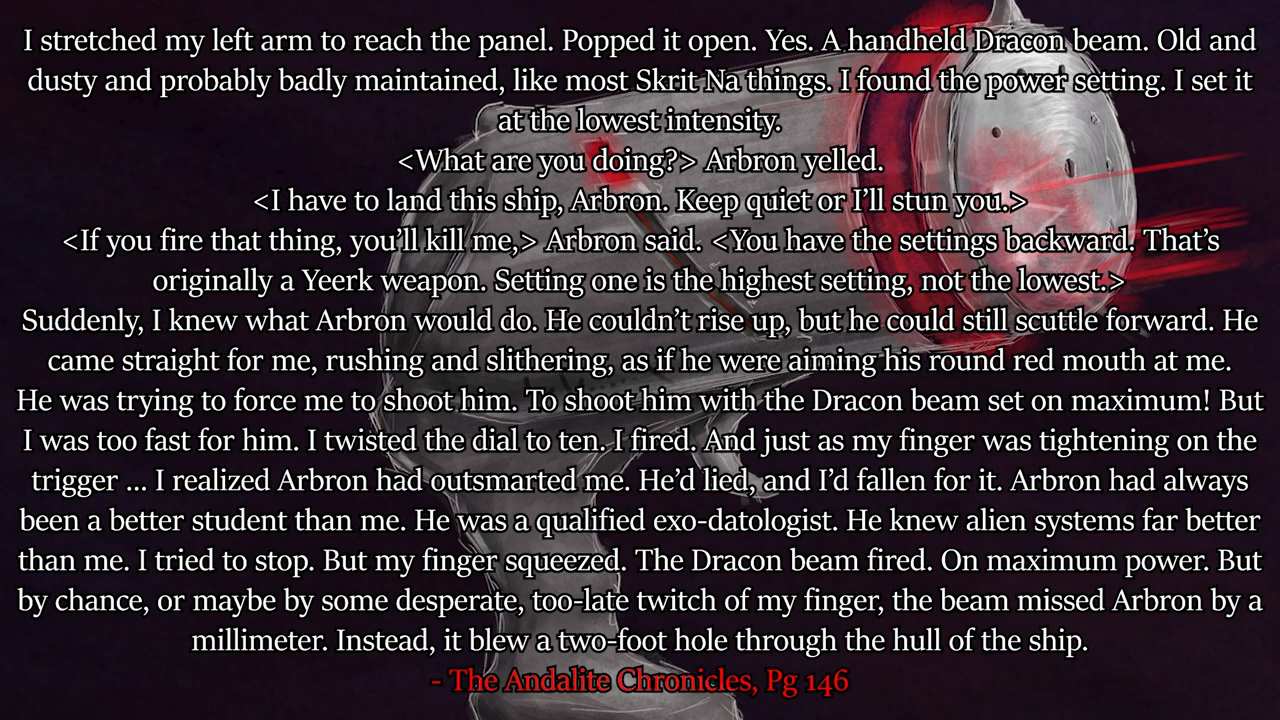 I stretched my left arm to reach the panel. Popped it open. Yes. A handheld Dracon beam. Old and
dusty and probably badly maintained, like most Skrit Na things. I found the power setting. I set it
at the lowest intensity.
<What are you doing?> Arbron yelled.
<I have to land this ship, Arbron. Keep quiet or I’ll stun you.>
<If you fire that thing, you’ll kill me,> Arbron said. <You have the settings backward. That’s
originally a Yeerk weapon. Setting one is the highest setting, not the lowest.>
Suddenly, I knew what Arbron would do. He couldn’t rise up, but he could still scuttle forward. He
came straight for me, rushing and slithering, as if he were aiming his round red mouth at me.
He was trying to force me to shoot him. To shoot him with the Dracon beam set on maximum! But
I was too fast for him. I twisted the dial to ten. I fired. And just as my finger was tightening on the
trigger ... I realized Arbron had outsmarted me. He’d lied, and I’d fallen for it. Arbron had always
been a better student than me. He was a qualified exo-datologist. He knew alien systems far better
than me. I tried to stop. But my finger squeezed. The Dracon beam fired. On maximum power. But
by chance, or maybe by some desperate, too-late twitch of my finger, the beam missed Arbron by a
millimeter. Instead, it blew a two-foot hole through the hull of the ship.
- The Andalite Chronicles, Pg 146